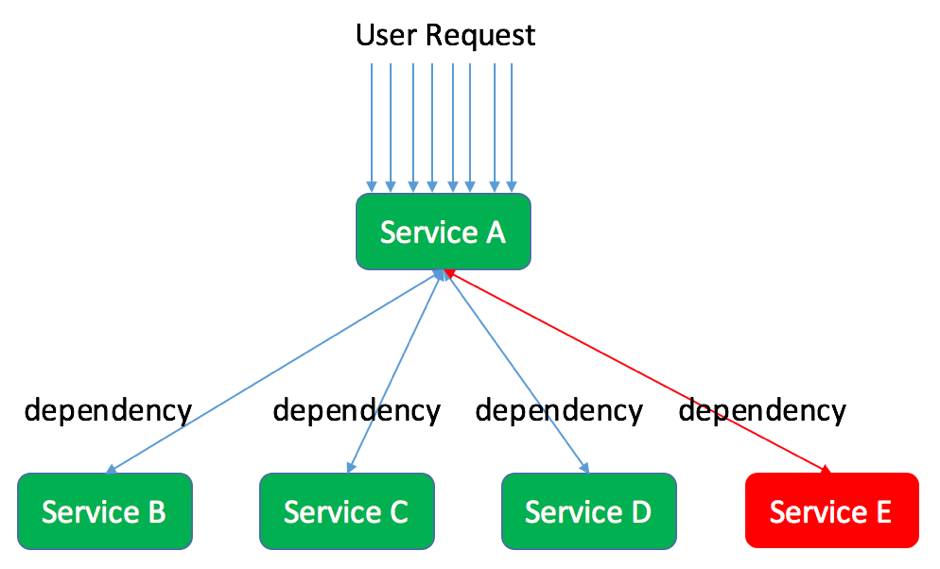 User Request
Service A
dependency
dependency
dependency
dependency
Service B
Service C
Service D
Service E